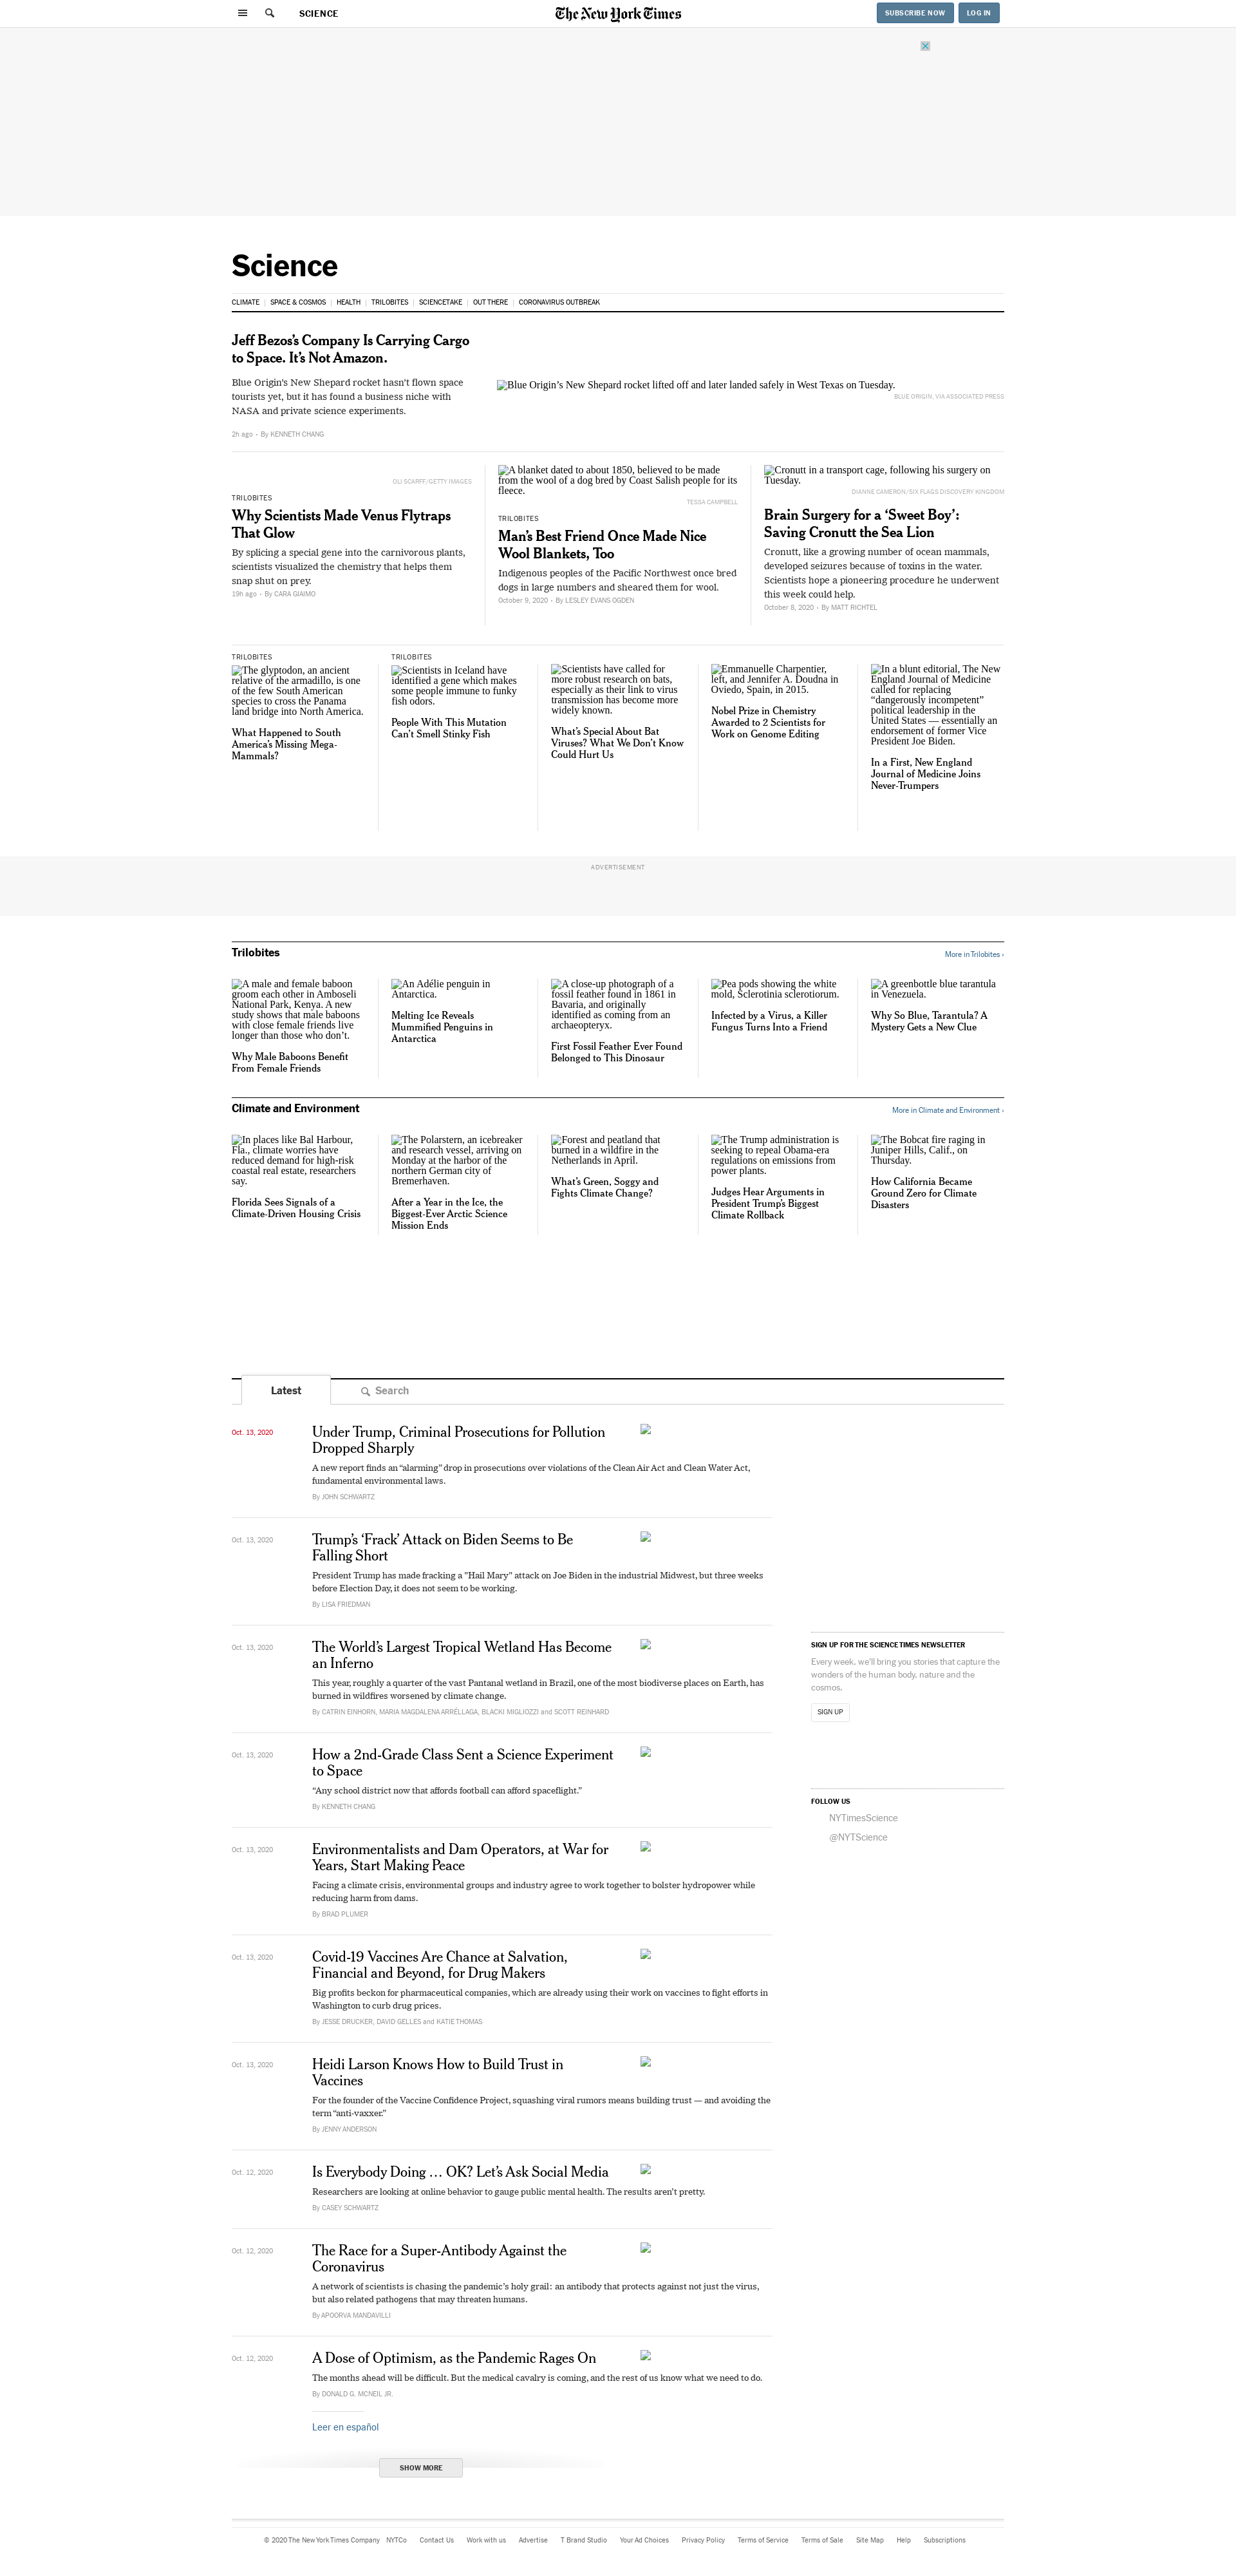 SCIENCE
The New York Times
SUBSCRIBE NOW
LOG IN
Science
CLIMATE
SPACE & COSMOS
HEALTH
TRILOBITES
SCIENCETAKE
OUT THERE
CORONAVIRUS OUTBREAK
Jeff Bezos’s Company Is Carrying Cargo
to Space. It’s Not Amazon.
Blue Origin’s New Shepard rocket hasn’t flown space
tourists yet, but it has found a business niche with
NASA and private science experiments.
2h ago • By KENNETH CHANG
Blue Origin’s New Shepard rocket lifted off and later landed safely in West Texas on Tuesday.
BLUE ORIGIN, VIA ASSOCIATED PRESS
OLI SCARFF/GETTY IMAGES
TRILOBITES
Why Scientists Made Venus Flytraps
That Glow
By splicing a special gene into the carnivorous plants,
scientists visualized the chemistry that helps them
snap shut on prey.
19h ago • By CARA GIAIMO
A blanket dated to about 1850, believed to be made
from the wool of a dog bred by Coast Salish people for its
fleece.
TESSA CAMPBELL
TRILOBITES
Man’s Best Friend Once Made Nice
Wool Blankets, Too
Indigenous peoples of the Pacific Northwest once bred
dogs in large numbers and sheared them for wool.
October 9, 2020 • By LESLEY EVANS OGDEN
Cronutt in a transport cage, following his surgery on
Tuesday.
DIANNE CAMERON/SIX FLAGS DISCOVERY KINGDOM
Brain Surgery for a ‘Sweet Boy’:
Saving Cronutt the Sea Lion
Cronutt, like a growing number of ocean mammals,
developed seizures because of toxins in the water.
Scientists hope a pioneering procedure he underwent
this week could help.
October 8, 2020 • By MATT RICHTEL
TRILOBITES
The glyptodon, an ancient
relative of the armadillo, is one
of the few South American
species to cross the Panama
land bridge into North America.
What Happened to South
America’s Missing Mega-
Mammals?
TRILOBITES
Scientists in Iceland have
identified a gene which makes
some people immune to funky
fish odors.
People With This Mutation
Can’t Smell Stinky Fish
Scientists have called for
more robust research on bats,
especially as their link to virus
transmission has become more
widely known.
What’s Special About Bat
Viruses? What We Don’t Know
Could Hurt Us
Emmanuelle Charpentier,
left, and Jennifer A. Doudna in
Oviedo, Spain, in 2015.
Nobel Prize in Chemistry
Awarded to 2 Scientists for
Work on Genome Editing
In a blunt editorial, The New
England Journal of Medicine
called for replacing
“dangerously incompetent”
political leadership in the
United States — essentially an
endorsement of former Vice
President Joe Biden.
In a First, New England
Journal of Medicine Joins
Never-Trumpers
ADVERTISEMENT
Trilobites
More in Trilobites ›
A male and female baboon
groom each other in Amboseli
National Park, Kenya. A new
study shows that male baboons
with close female friends live
longer than those who don’t.
Why Male Baboons Benefit
From Female Friends
An Adélie penguin in
Antarctica.
Melting Ice Reveals
Mummified Penguins in
Antarctica
A close-up photograph of a
fossil feather found in 1861 in
Bavaria, and originally
identified as coming from an
archaeopteryx.
First Fossil Feather Ever Found
Belonged to This Dinosaur
Pea pods showing the white
mold, Sclerotinia sclerotiorum.
Infected by a Virus, a Killer
Fungus Turns Into a Friend
A greenbottle blue tarantula
in Venezuela.
Why So Blue, Tarantula? A
Mystery Gets a New Clue
Climate and Environment
More in Climate and Environment ›
In places like Bal Harbour,
Fla., climate worries have
reduced demand for high-risk
coastal real estate, researchers
say.
Florida Sees Signals of a
Climate-Driven Housing Crisis
The Polarstern, an icebreaker
and research vessel, arriving on
Monday at the harbor of the
northern German city of
Bremerhaven.
After a Year in the Ice, the
Biggest-Ever Arctic Science
Mission Ends
Forest and peatland that
burned in a wildfire in the
Netherlands in April.
What’s Green, Soggy and
Fights Climate Change?
The Trump administration is
seeking to repeal Obama-era
regulations on emissions from
power plants.
Judges Hear Arguments in
President Trump’s Biggest
Climate Rollback
The Bobcat fire raging in
Juniper Hills, Calif., on
Thursday.
How California Became
Ground Zero for Climate
Disasters
Latest
Search
Oct. 13, 2020
Under Trump, Criminal Prosecutions for Pollution
Dropped Sharply
A new report finds an “alarming” drop in prosecutions over violations of the Clean Air Act and Clean Water Act,
fundamental environmental laws.
By JOHN SCHWARTZ
Oct. 13, 2020
Trump’s ‘Frack’ Attack on Biden Seems to Be
Falling Short
President Trump has made fracking a "Hail Mary" attack on Joe Biden in the industrial Midwest, but three weeks
before Election Day, it does not seem to be working.
By LISA FRIEDMAN
Oct. 13, 2020
The World’s Largest Tropical Wetland Has Become
an Inferno
This year, roughly a quarter of the vast Pantanal wetland in Brazil, one of the most biodiverse places on Earth, has
burned in wildfires worsened by climate change.
By CATRIN EINHORN, MARIA MAGDALENA ARRÉLLAGA, BLACKI MIGLIOZZI and SCOTT REINHARD
Oct. 13, 2020
How a 2nd-Grade Class Sent a Science Experiment
to Space
“Any school district now that affords football can afford spaceflight.”
By KENNETH CHANG
Oct. 13, 2020
Environmentalists and Dam Operators, at War for
Years, Start Making Peace
Facing a climate crisis, environmental groups and industry agree to work together to bolster hydropower while
reducing harm from dams.
By BRAD PLUMER
Oct. 13, 2020
Covid-19 Vaccines Are Chance at Salvation,
Financial and Beyond, for Drug Makers
Big profits beckon for pharmaceutical companies, which are already using their work on vaccines to fight efforts in
Washington to curb drug prices.
By JESSE DRUCKER, DAVID GELLES and KATIE THOMAS
Oct. 13, 2020
Heidi Larson Knows How to Build Trust in
Vaccines
For the founder of the Vaccine Confidence Project, squashing viral rumors means building trust — and avoiding the
term “anti-vaxxer.”
By JENNY ANDERSON
Oct. 12, 2020
Is Everybody Doing … OK? Let’s Ask Social Media
Researchers are looking at online behavior to gauge public mental health. The results aren’t pretty.
By CASEY SCHWARTZ
Oct. 12, 2020
The Race for a Super-Antibody Against the
Coronavirus
A network of scientists is chasing the pandemic’s holy grail: an antibody that protects against not just the virus,
but also related pathogens that may threaten humans.
By APOORVA MANDAVILLI
Oct. 12, 2020
A Dose of Optimism, as the Pandemic Rages On
The months ahead will be difficult. But the medical cavalry is coming, and the rest of us know what we need to do.
By DONALD G. MCNEIL JR.
Leer en español
SHOW MORE
SIGN UP FOR THE SCIENCE TIMES NEWSLETTER
Every week, we'll bring you stories that capture the
wonders of the human body, nature and the
cosmos.
SIGN UP
FOLLOW US
NYTimesScience
@NYTScience
© 2020 The New York Times Company
NYTCo
Contact Us
Work with us
Advertise
T Brand Studio
Your Ad Choices
Privacy Policy
Terms of Service
Terms of Sale
Site Map
Help
Subscriptions